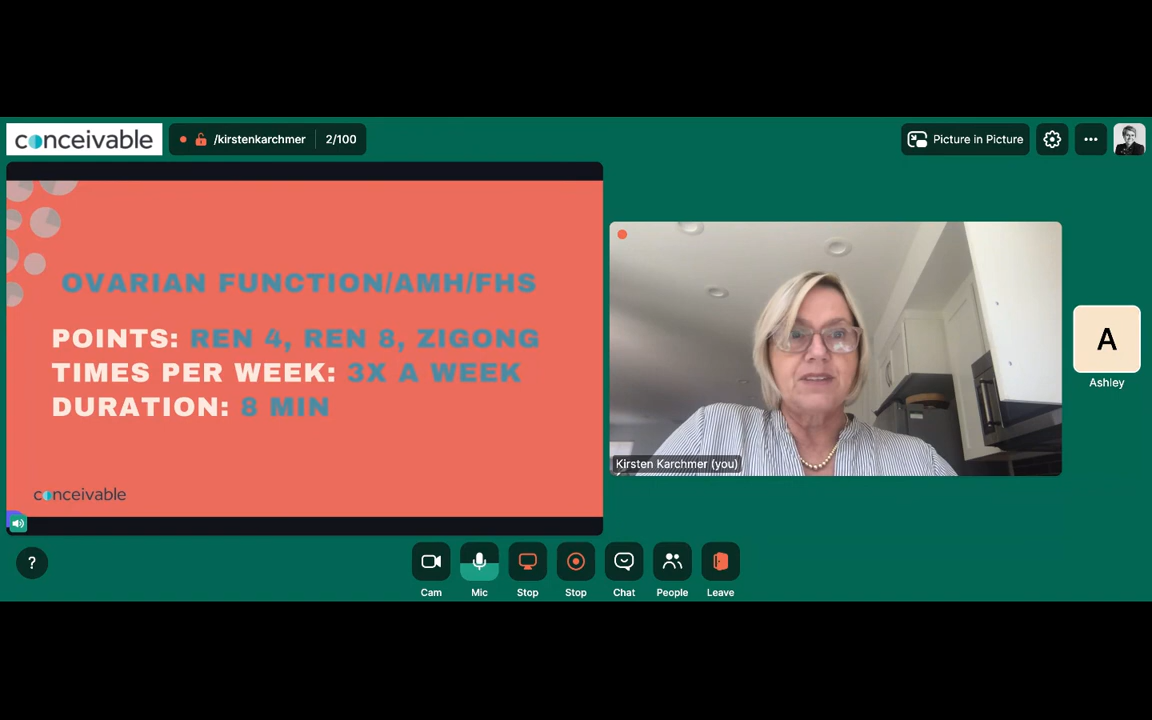 conceivable
/kirstenkarchmer
2/100
Picture in Picture
OVARIAN FUNCTION/AMH/FHS
POINTS: REN 4, REN 8, ZIGONG
TIMES PER WEEK: 3X A WEEK
DURATION: 8 MIN
conceivable
Kirsten Karchmer (you)
A
Ashley
?
Cam
Mic
Stop
Stop
Chat
People
Leave